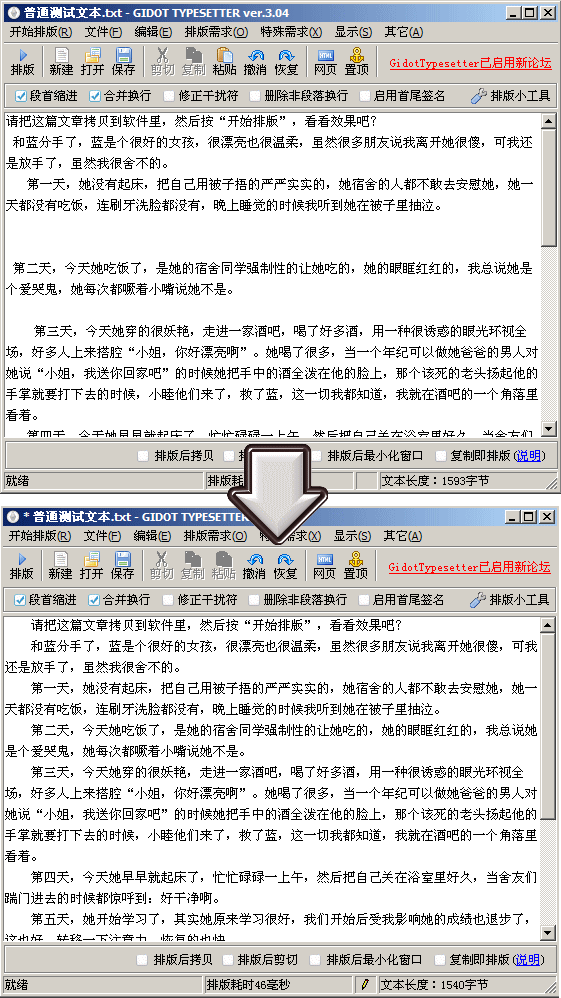 普通测试文本.txt - GIDOT TYPESETTER ver.3.04
开始排版(R) 文件(F) 编辑(E) 排版需求(O) 特殊需求(X) 显示(S) 其它(A)
排版 新建 打开 保存 剪切 复制 粘贴 撤消 恢复 网页 置顶 GidotTypesetter已启用新论坛
段首缩进 合并换行 修正干扰符 删除非段落换行 启用首尾签名 排版小工具
请把这篇文章拷贝到软件里，然后按“开始排版”，看看效果吧？
和蓝分手了，蓝是个很好的女孩，很漂亮也很温柔，虽然很多朋友说我离开她很傻，可我还
是放手了，虽然我很舍不的。
第一天，她没有起床，把自己用被子捂的严严实实的，她宿舍的人都不敢去安慰她，她一
天都没有吃饭，连刷牙洗脸都没有，晚上睡觉的时候我听到她在被子里抽泣。
第二天，今天她吃饭了，是她的宿舍同学强制性的让她吃的，她的眼眶红红的，我总说她是
个爱哭鬼，她每次都噘着小嘴说她不是。
第三天，今天她穿的很妖艳，走进一家酒吧，喝了好多酒，用一种很诱惑的眼光环视全
场，好多人上来搭腔“小姐，你好漂亮啊”。她喝了很多，当一个年纪可以做她爸爸的男人对
她说“小姐，我送你回家吧”的时候她把手中的酒全泼在他的脸上，那个该死的老头扬起他的
手掌就要打下去的时候，小睦他们来了，救了蓝，这一切我都知道，我就在酒吧的一个角落里
看着。
第四天，今天她早早就起床了，忙忙碌碌一上午，然后把自己关在浴室里好久，当舍友们
排版后拷贝 排版后最小化窗口 复制即排版(说明)
就绪 排版耗 文本长度：1593字节
* 普通测试文本.txt - GIDOT TYPESETTER
开始排版(R) 文件(F) 编辑(E) 排版需求(O) 特殊需求(X) 显示(S) 其它(A)
排版 新建 打开 保存 剪切 复制 粘贴 撤消 恢复 网页 置顶 GidotTypesetter已启用新论坛
段首缩进 合并换行 修正干扰符 删除非段落换行 启用首尾签名 排版小工具
请把这篇文章拷贝到软件里，然后按“开始排版”，看看效果吧？
和蓝分手了，蓝是个很好的女孩，很漂亮也很温柔，虽然很多朋友说我离开她很傻，可我
还是放手了，虽然我很舍不的。
第一天，她没有起床，把自己用被子捂的严严实实的，她宿舍的人都不敢去安慰她，她一
天都没有吃饭，连刷牙洗脸都没有，晚上睡觉的时候我听到她在被子里抽泣。
第二天，今天她吃饭了，是她的宿舍同学强制性的让她吃的，她的眼眶红红的，我总说她
是个爱哭鬼，她每次都噘着小嘴说她不是。
第三天，今天她穿的很妖艳，走进一家酒吧，喝了好多酒，用一种很诱惑的眼光环视全
场，好多人上来搭腔“小姐，你好漂亮啊”。她喝了很多，当一个年纪可以做她爸爸的男人对
她说“小姐，我送你回家吧”的时候她把手中的酒全泼在他的脸上，那个该死的老头扬起他的
手掌就要打下去的时候，小睦他们来了，救了蓝，这一切我都知道，我就在酒吧的一个角落里
看着。
第四天，今天她早早就起床了，忙忙碌碌一上午，然后把自己关在浴室里好久，当舍友们
踹门进去的时候都惊呼到：好干净啊。
第五天，她开始学习了，其实她原来学习很好，我们开始后受我影响她的成绩也退步了，
这也好，转移一下注意力，恢复的也快
排版后拷贝 排版后剪切 排版后最小化窗口 复制即排版(说明)
就绪 排版耗时46毫秒 文本长度：1540字节